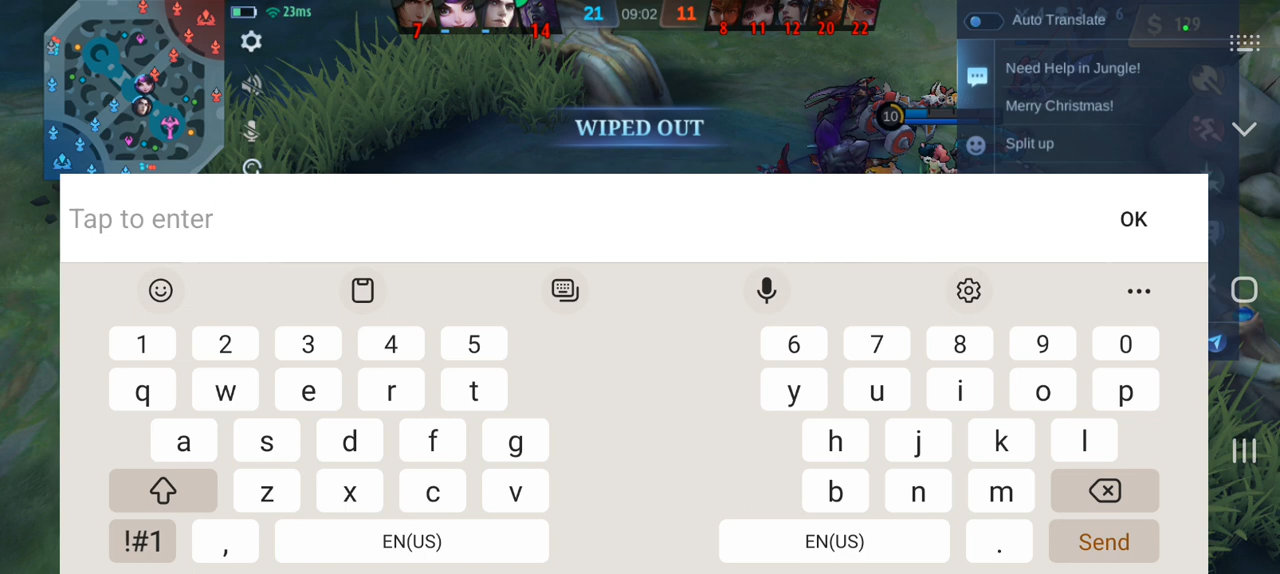 23ms
21 09:02 11
7 14 8 11 12 20 22
Auto Translate
Need Help in Jungle!
Merry Christmas!
Split up
WIPED OUT
10
Tap to enter
OK
1 2 3 4 5 6 7 8 9 0
q w e r t y u i o p
a s d f g h j k l
z x c v b n m
!#1 , EN(US) EN(US) . Send